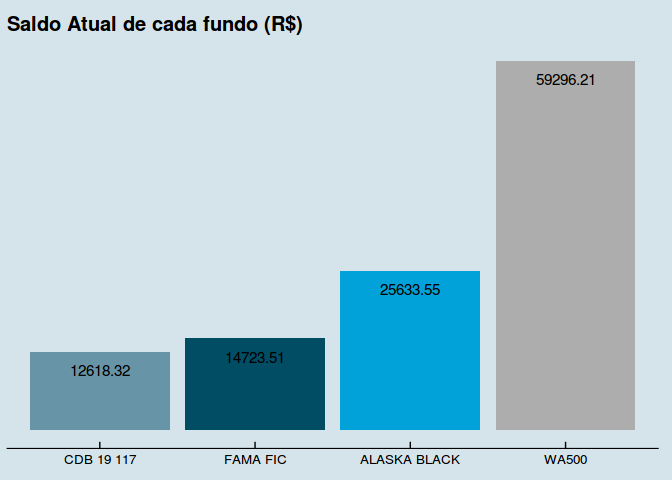 Saldo Atual de cada fundo (R$)
59296.21
25633.55
14723.51
12618.32
CDB 19 117
FAMA FIC
ALASKA BLACK
WA500